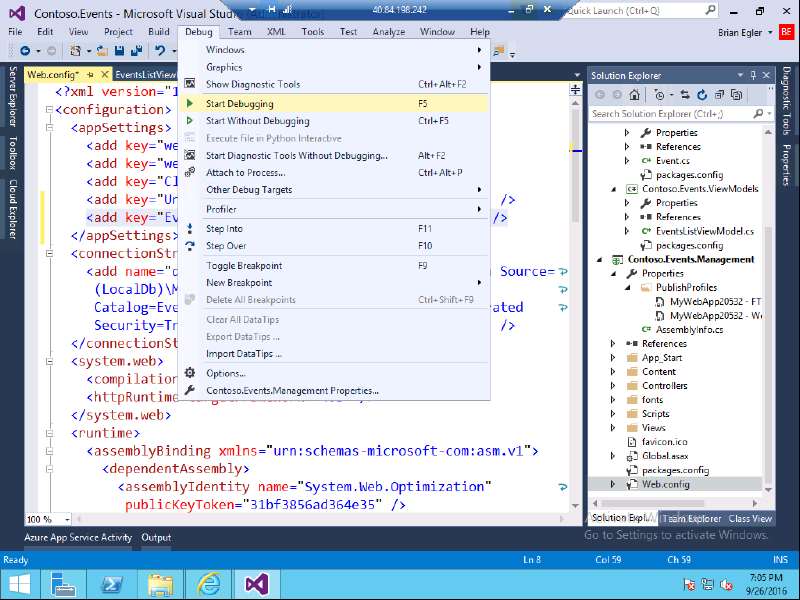 Contoso.Events - Microsoft Visual Stud
40.84.198.242
Quick Launch (Ctrl+Q)
File Edit View Project Build Debug Team XML Tools Test Analyze Window Help
Brian Egler BE
Web.config* EventsListView
Server Explorer
Toolbox
Cloud Explorer
<?xml version="1
<configuration>
<appSettings>
<add key="we
<add key="we
<add key="Cl
<add key="Un />
<add key="Ev />
</appSettings>
<connectionStr
<add name= Source=
(LocalDb)\M
Catalog=Eve ated
Security=Tr />
</connectionS
<system.web>
<compilation
<httpRuntime
</system.web>
<runtime>
<assemblyBinding xmlns="urn:schemas-microsoft-com:asm.v1">
<dependentAssembly>
<assemblyIdentity name="System.Web.Optimization"
publicKeyToken="31bf3856ad364e35" />
100 %
Windows
Graphics
Show Diagnostic Tools Ctrl+Alt+F2
Start Debugging F5
Start Without Debugging Ctrl+F5
Execute File in Python Interactive
Start Diagnostic Tools Without Debugging... Alt+F2
Attach to Process... Ctrl+Alt+P
Other Debug Targets
Profiler
Step Into F11
Step Over F10
Toggle Breakpoint F9
New Breakpoint
Delete All Breakpoints Ctrl+Shift+F9
Clear All DataTips
Export DataTips ...
Import DataTips ...
Options...
Contoso.Events.Management Properties...
Solution Explorer
Search Solution Explorer (Ctrl+;)
Properties
References
Event.cs
packages.config
Contoso.Events.ViewModels
Properties
References
EventsListViewModel.cs
packages.config
Contoso.Events.Management
Properties
PublishProfiles
MyWebApp20532 - FT
MyWebApp20532 - We
AssemblyInfo.cs
References
App_Start
Content
Controllers
fonts
Scripts
Views
favicon.ico
Global.asax
packages.config
Web.config
Solution Expl... Team Explorer Class View
Diagnostic Tools
Properties
Go to Settings to activate Windows.
Azure App Service Activity Output
Ready Ln 8 Col 59 Ch 59 INS
7:05 PM
9/26/2016